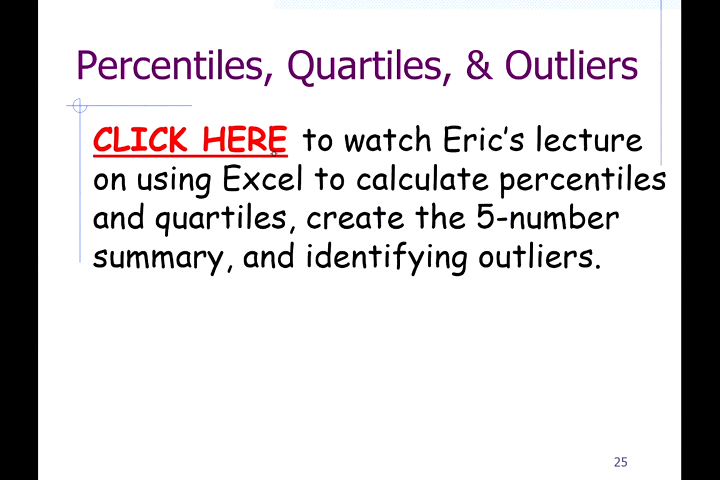 Percentiles, Quartiles, & Outliers
CLICK HERE to watch Eric's lecture
on using Excel to calculate percentiles
and quartiles, create the 5-number
summary, and identifying outliers.
25